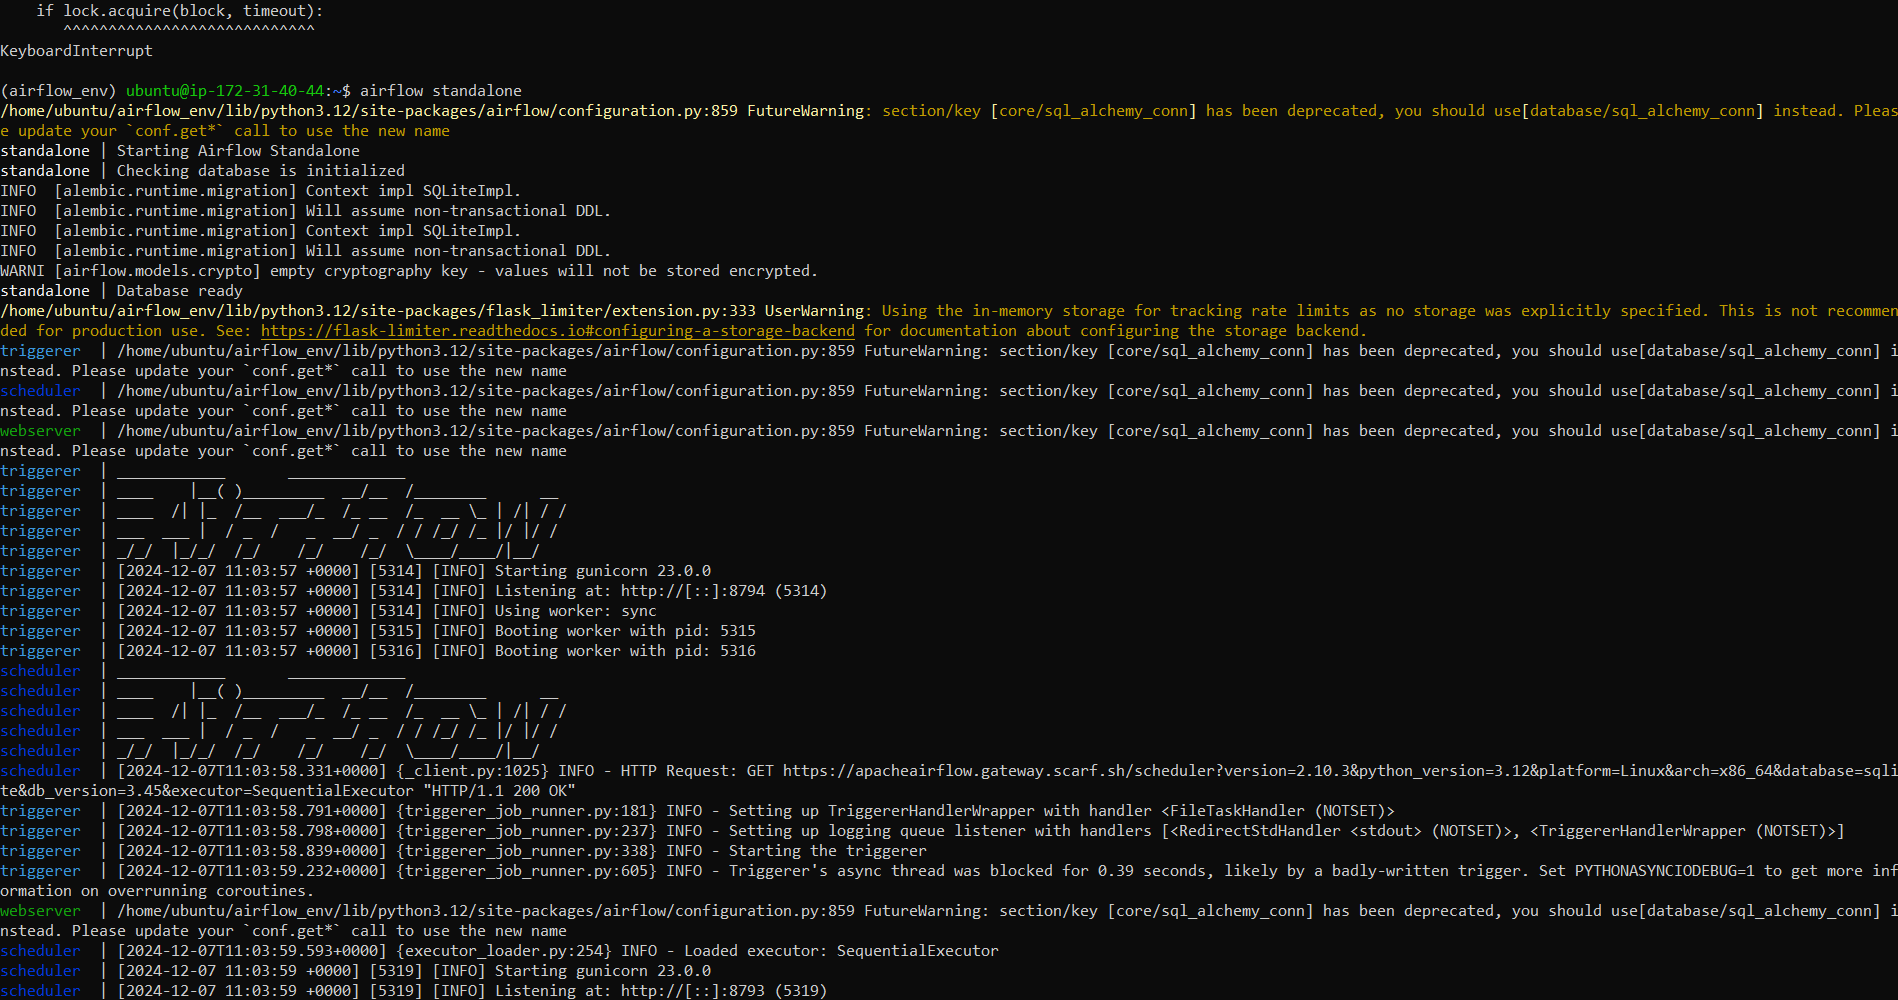 if lock.acquire(block, timeout):
       ^^^^^^^^^^^^^^^^^^^^^^^^^^^^
KeyboardInterrupt

(airflow_env) ubuntu@ip-172-31-40-44:~$ airflow standalone
/home/ubuntu/airflow_env/lib/python3.12/site-packages/airflow/configuration.py:859 FutureWarning: section/key [core/sql_alchemy_conn] has been deprecated, you should use[database/sql_alchemy_conn] instead. Pleas
e update your `conf.get*` call to use the new name
standalone | Starting Airflow Standalone
standalone | Checking database is initialized
INFO  [alembic.runtime.migration] Context impl SQLiteImpl.
INFO  [alembic.runtime.migration] Will assume non-transactional DDL.
INFO  [alembic.runtime.migration] Context impl SQLiteImpl.
INFO  [alembic.runtime.migration] Will assume non-transactional DDL.
WARNI [airflow.models.crypto] empty cryptography key - values will not be stored encrypted.
standalone | Database ready
/home/ubuntu/airflow_env/lib/python3.12/site-packages/flask_limiter/extension.py:333 UserWarning: Using the in-memory storage for tracking rate limits as no storage was explicitly specified. This is not recommen
ded for production use. See: https://flask-limiter.readthedocs.io#configuring-a-storage-backend for documentation about configuring the storage backend.
triggerer  | /home/ubuntu/airflow_env/lib/python3.12/site-packages/airflow/configuration.py:859 FutureWarning: section/key [core/sql_alchemy_conn] has been deprecated, you should use[database/sql_alchemy_conn] i
nstead. Please update your `conf.get*` call to use the new name
scheduler  | /home/ubuntu/airflow_env/lib/python3.12/site-packages/airflow/configuration.py:859 FutureWarning: section/key [core/sql_alchemy_conn] has been deprecated, you should use[database/sql_alchemy_conn] i
nstead. Please update your `conf.get*` call to use the new name
webserver  | /home/ubuntu/airflow_env/lib/python3.12/site-packages/airflow/configuration.py:859 FutureWarning: section/key [core/sql_alchemy_conn] has been deprecated, you should use[database/sql_alchemy_conn] i
nstead. Please update your `conf.get*` call to use the new name
triggerer  | ____________       _____________
triggerer  | ____    |__( )_________  __/__  /________      __
triggerer  | ____  /| |_  /__  ___/_  /_ __  /_  __ \_ | /| / /
triggerer  | ___  ___ |  / _  /   _  __/ _  / / /_/ /_ |/ |/ /
triggerer  | _/_/  |_/_/  /_/    /_/    /_/  \____/____/|__/
triggerer  | [2024-12-07 11:03:57 +0000] [5314] [INFO] Starting gunicorn 23.0.0
triggerer  | [2024-12-07 11:03:57 +0000] [5314] [INFO] Listening at: http://[::]:8794 (5314)
triggerer  | [2024-12-07 11:03:57 +0000] [5314] [INFO] Using worker: sync
triggerer  | [2024-12-07 11:03:57 +0000] [5315] [INFO] Booting worker with pid: 5315
triggerer  | [2024-12-07 11:03:57 +0000] [5316] [INFO] Booting worker with pid: 5316
scheduler  | ____________       _____________
scheduler  | ____    |__( )_________  __/__  /________      __
scheduler  | ____  /| |_  /__  ___/_  /_ __  /_  __ \_ | /| / /
scheduler  | ___  ___ |  / _  /   _  __/ _  / / /_/ /_ |/ |/ /
scheduler  | _/_/  |_/_/  /_/    /_/    /_/  \____/____/|__/
scheduler  | [2024-12-07T11:03:58.331+0000] {_client.py:1025} INFO - HTTP Request: GET https://apacheairflow.gateway.scarf.sh/scheduler?version=2.10.3&python_version=3.12&platform=Linux&arch=x86_64&database=sqli
te&db_version=3.45&executor=SequentialExecutor "HTTP/1.1 200 OK"
triggerer  | [2024-12-07T11:03:58.791+0000] {triggerer_job_runner.py:181} INFO - Setting up TriggererHandlerWrapper with handler <FileTaskHandler (NOTSET)>
triggerer  | [2024-12-07T11:03:58.798+0000] {triggerer_job_runner.py:237} INFO - Setting up logging queue listener with handlers [<RedirectStdHandler <stdout> (NOTSET)>, <TriggererHandlerWrapper (NOTSET)>]
triggerer  | [2024-12-07T11:03:58.839+0000] {triggerer_job_runner.py:338} INFO - Starting the triggerer
triggerer  | [2024-12-07T11:03:59.232+0000] {triggerer_job_runner.py:605} INFO - Triggerer's async thread was blocked for 0.39 seconds, likely by a badly-written trigger. Set PYTHONASYNCIODEBUG=1 to get more inf
ormation on overrunning coroutines.
webserver  | /home/ubuntu/airflow_env/lib/python3.12/site-packages/airflow/configuration.py:859 FutureWarning: section/key [core/sql_alchemy_conn] has been deprecated, you should use[database/sql_alchemy_conn] i
nstead. Please update your `conf.get*` call to use the new name
scheduler  | [2024-12-07T11:03:59.593+0000] {executor_loader.py:254} INFO - Loaded executor: SequentialExecutor
scheduler  | [2024-12-07 11:03:59 +0000] [5319] [INFO] Starting gunicorn 23.0.0
scheduler  | [2024-12-07 11:03:59 +0000] [5319] [INFO] Listening at: http://[::]:8793 (5319)